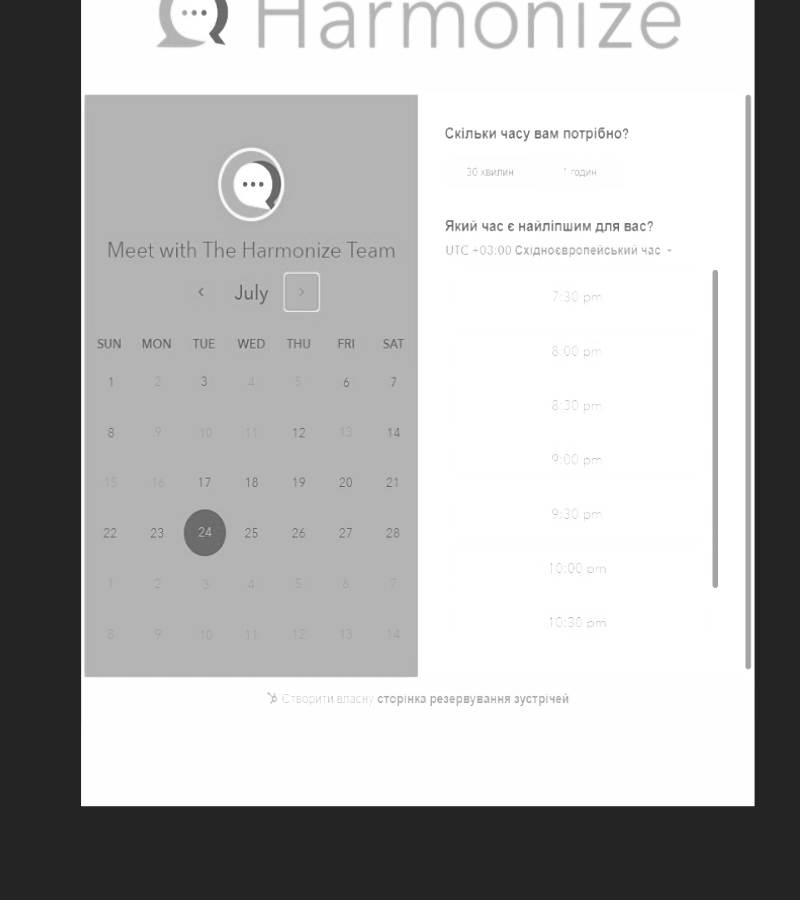 Harmonize
Meet with The Harmonize Team
July
SUN MON TUE WED THU FRI SAT
1 2 3 4 5 6 7
8 9 10 11 12 13 14
15 16 17 18 19 20 21
22 23 24 25 26 27 28
1 2 3 4 5 6 7
8 9 10 11 12 13 14
Скільки часу вам потрібно?
30 хвилин 1 годин
Який час є найліпшим для вас?
UTC +03:00 Східноєвропейський час
7:30 pm
8:00 pm
8:30 pm
9:00 pm
9:30 pm
10:00 pm
10:30 pm
Створити власну сторінка резервування зустрічей